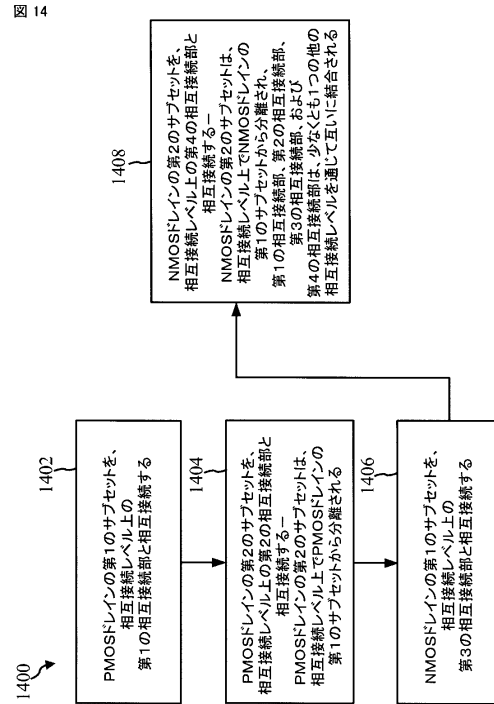 図 14
1400
1402
PMOSドレインの第1のサブセットを、
相互接続レベル上の
第1の相互接続部と相互接続する
1404
PMOSドレインの第2のサブセットを、
相互接続レベル上の第2の相互接続部と
相互接続する―
PMOSドレインの第2のサブセットは、
相互接続レベル上でPMOSドレインの
第1のサブセットから分離される
1406
NMOSドレインの第1のサブセットを、
相互接続レベル上の
第3の相互接続部と相互接続する
1408
NMOSドレインの第2のサブセットを、
相互接続レベル上の第4の相互接続部と
相互接続する―
NMOSドレインの第2のサブセットは、
相互接続レベル上でNMOSドレインの
第1のサブセットから分離され、
第1の相互接続部、第2の相互接続部、
第3の相互接続部、および
第4の相互接続部は、少なくとも1つの他の
相互接続レベルを通じて互いに結合される